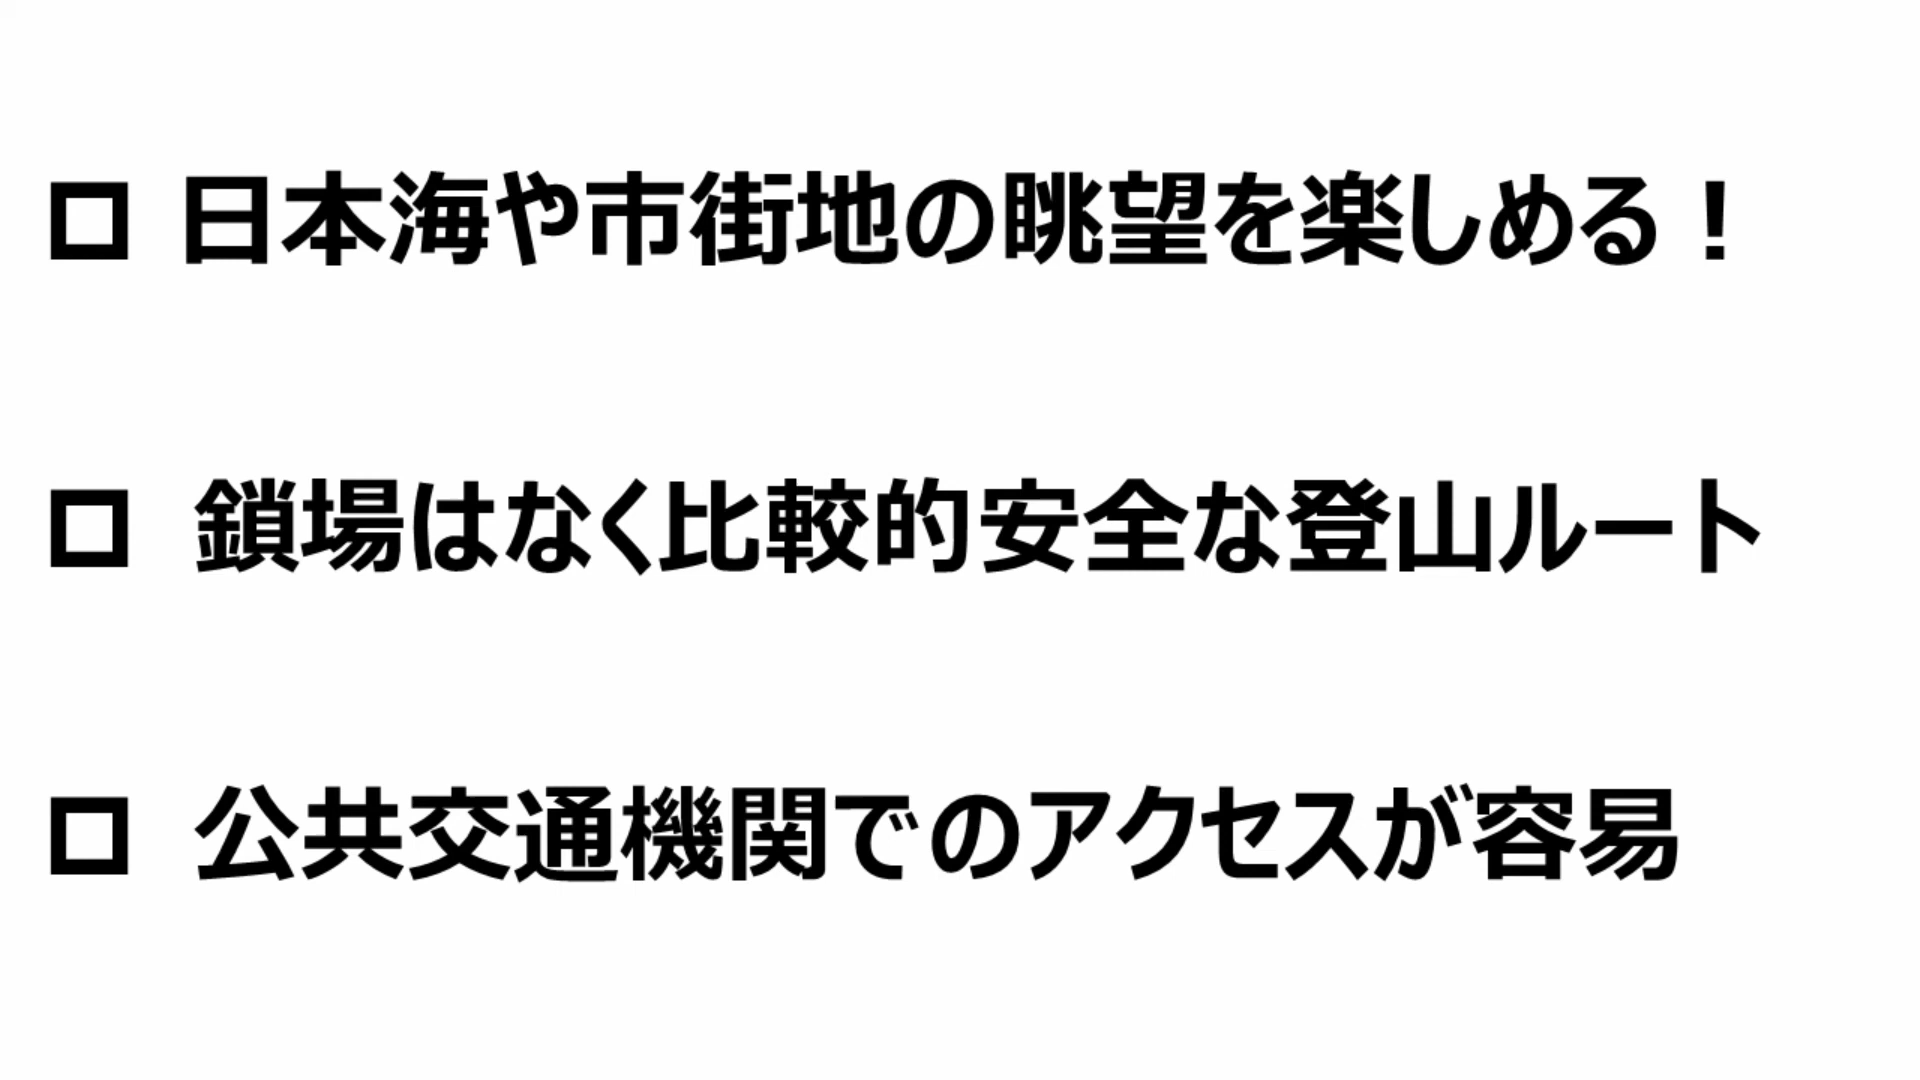 □ 日本海や市街地の眺望を楽しめる！
□ 鎖場はなく比較的安全な登山ルート
□ 公共交通機関でのアクセスが容易